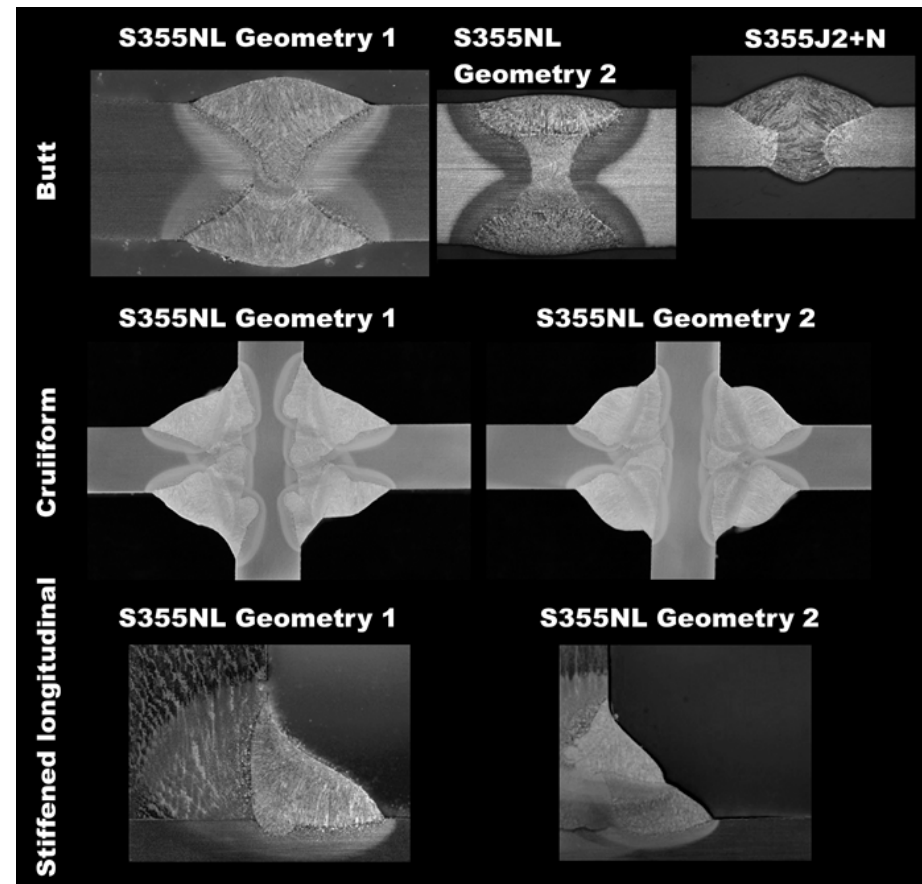 S355NL Geometry 1
S355NL
Geometry 2
S355J2+N
Butt
S355NL Geometry 1
S355NL Geometry 2
Cruiiform
S355NL Geometry 1
S355NL Geometry 2
Stiffened longitudinal